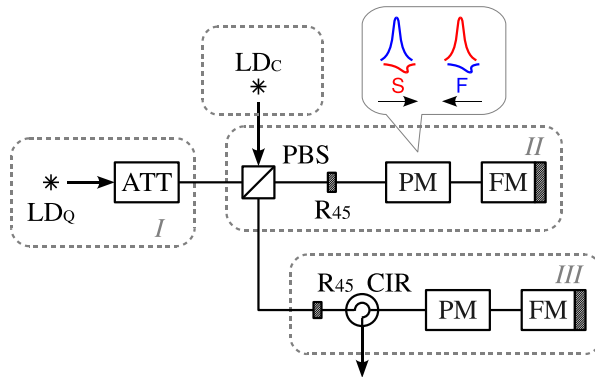 LDC
S F
PBS
II
ATT
PM
FM
LDQ
I
R45
III
R45 CIR
PM
FM